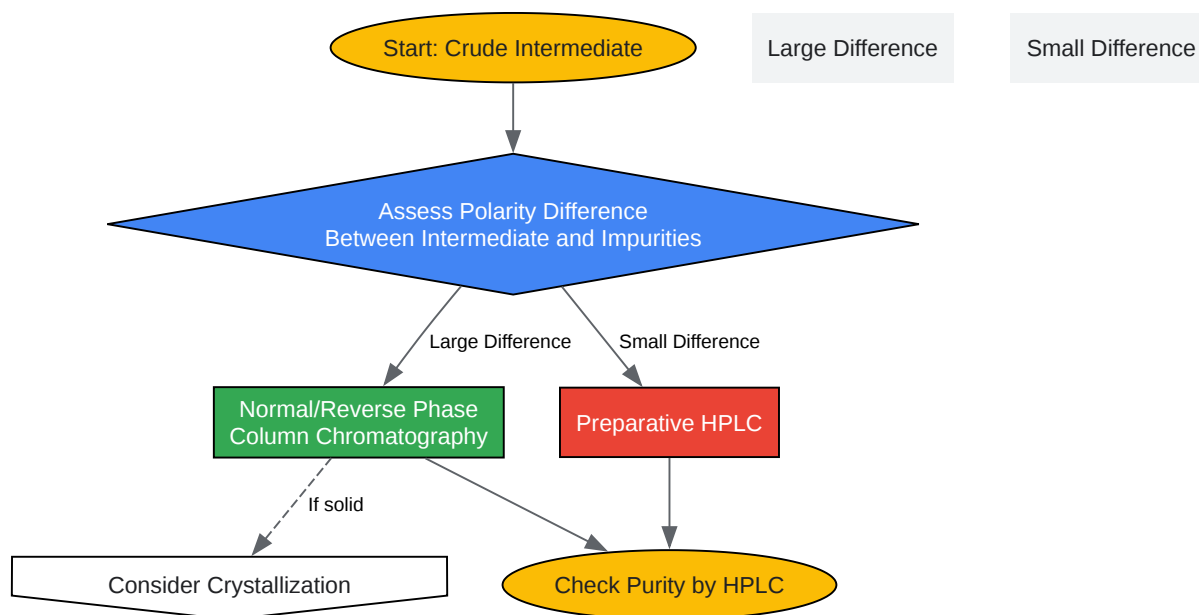 Start: Crude Intermediate
Large Difference
Small Difference
Assess Polarity Difference
Between Intermediate and Impurities
Large Difference
Small Difference
Normal/Reverse Phase
Column Chromatography
Preparative HPLC
If solid
Consider Crystallization
Check Purity by HPLC